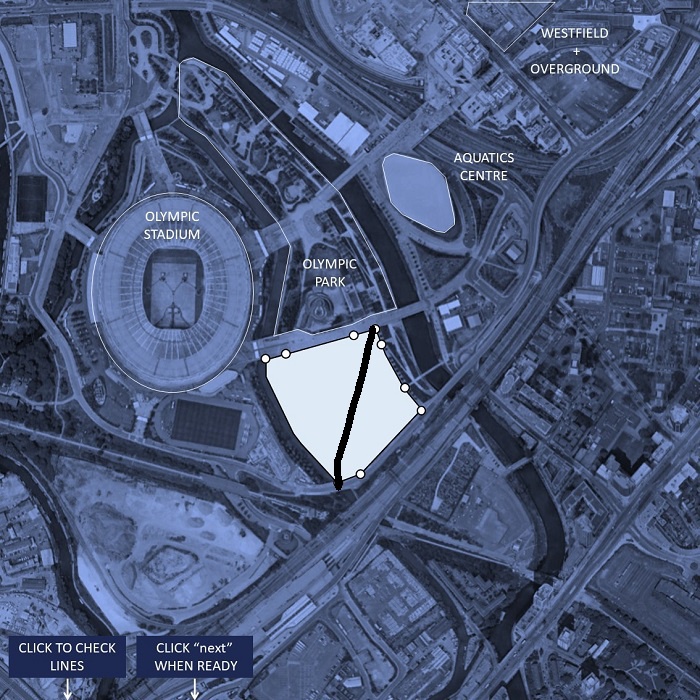 WESTFIELD
+
OVERGROUND
AQUATICS
CENTRE
OLYMPIC
STADIUM
OLYMPIC
PARK
CLICK TO CHECK
LINES
CLICK “next”
WHEN READY